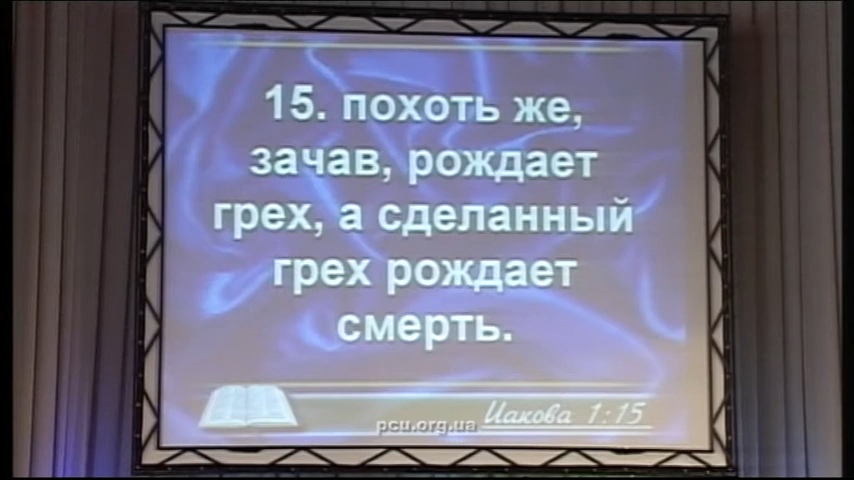 15. похоть же,
зачав, рождает
грех, а сделанный
грех рождает
смерть.
pcu.org.ua Иакова 1:15